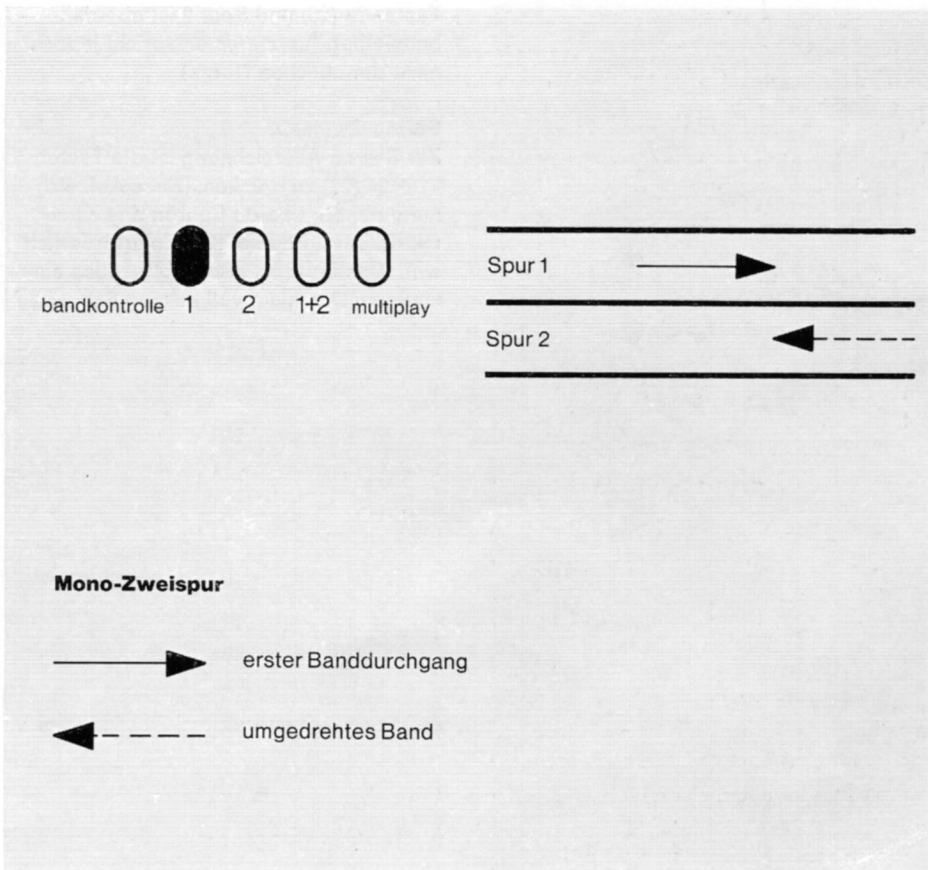 bandkontrolle 1 2 1+2 multiplay
Spur 1
Spur 2
Mono-Zweispur
erster Banddurchgang
umgedrehtes Band